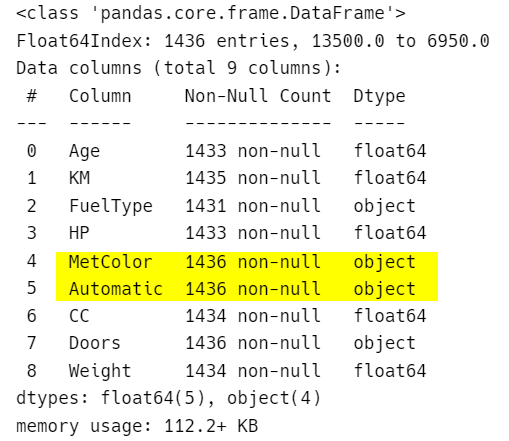 <class 'pandas.core.frame.DataFrame'>
Float64Index: 1436 entries, 13500.0 to 6950.0
Data columns (total 9 columns):
 #   Column     Non-Null Count  Dtype
---  ------     --------------  -----
 0   Age        1433 non-null   float64
 1   KM         1435 non-null   float64
 2   FuelType   1431 non-null   object
 3   HP         1433 non-null   float64
 4   MetColor   1436 non-null   object
 5   Automatic  1436 non-null   object
 6   CC         1434 non-null   float64
 7   Doors      1436 non-null   object
 8   Weight     1434 non-null   float64
dtypes: float64(5), object(4)
memory usage: 112.2+ KB